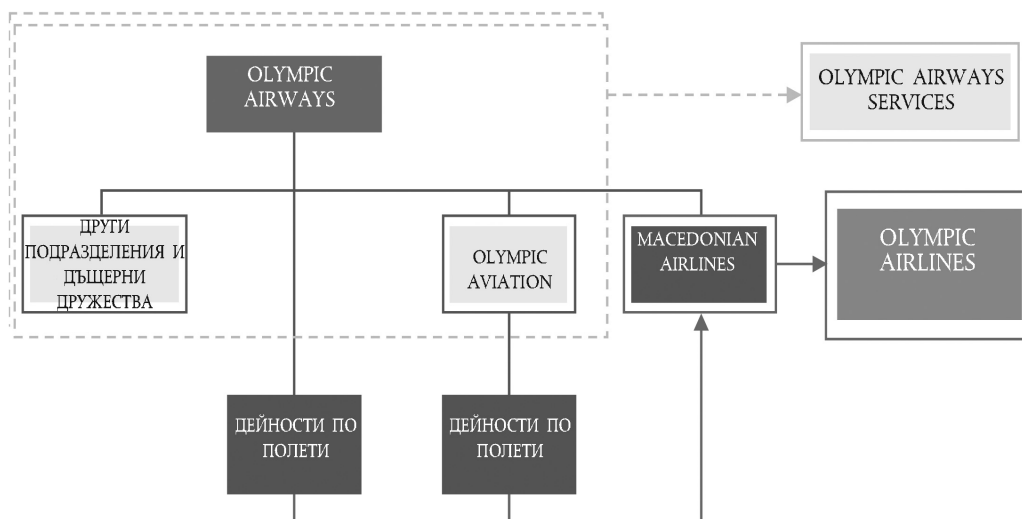 OLYMPIC
AIRWAYS
OLYMPIC AIRWAYS
SERVICES
ДРУГИ
ПОДРАЗДЕЛЕНИЯ И
ДЪЩЕРНИ
ДРУЖЕСТВА
OLYMPIC
AVIATION
MACEDONIAN
AIRLINES
OLYMPIC
AIRLINES
ДЕЙНОСТИ ПО
ПОЛЕТИ
ДЕЙНОСТИ ПО
ПОЛЕТИ